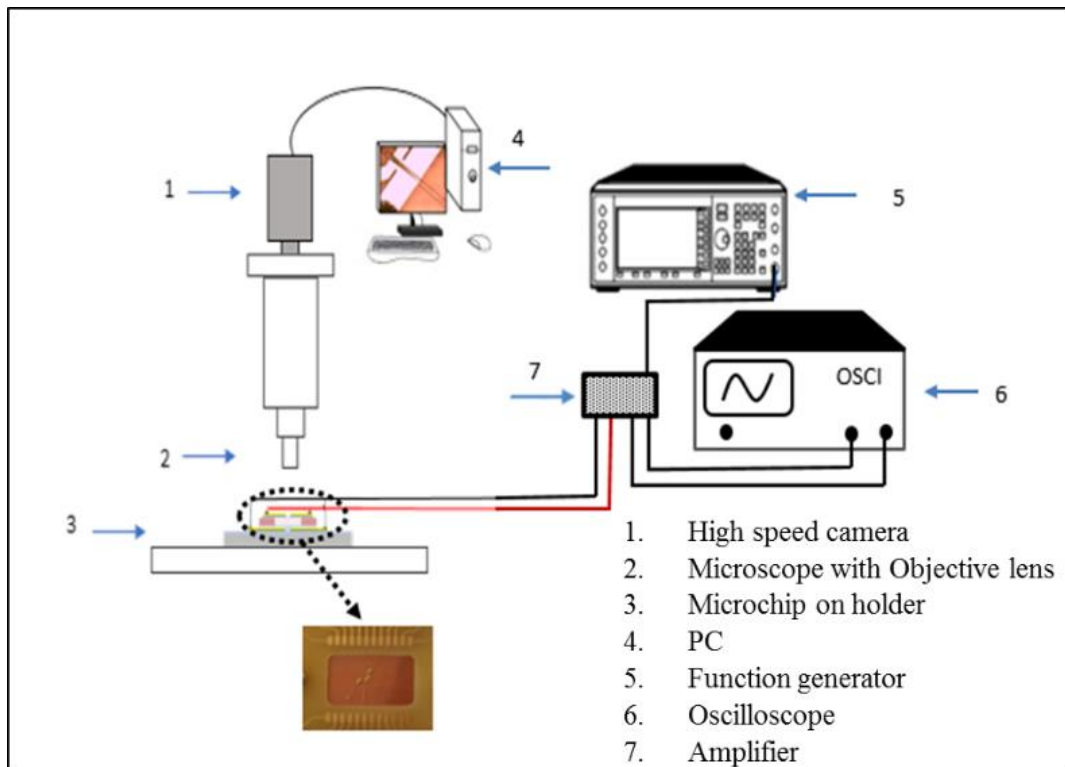 4
1
5
7
OSCI
6
2
3
1. High speed camera
2. Microscope with Objective lens
3. Microchip on holder
4. PC
5. Function generator
6. Oscilloscope
7. Amplifier